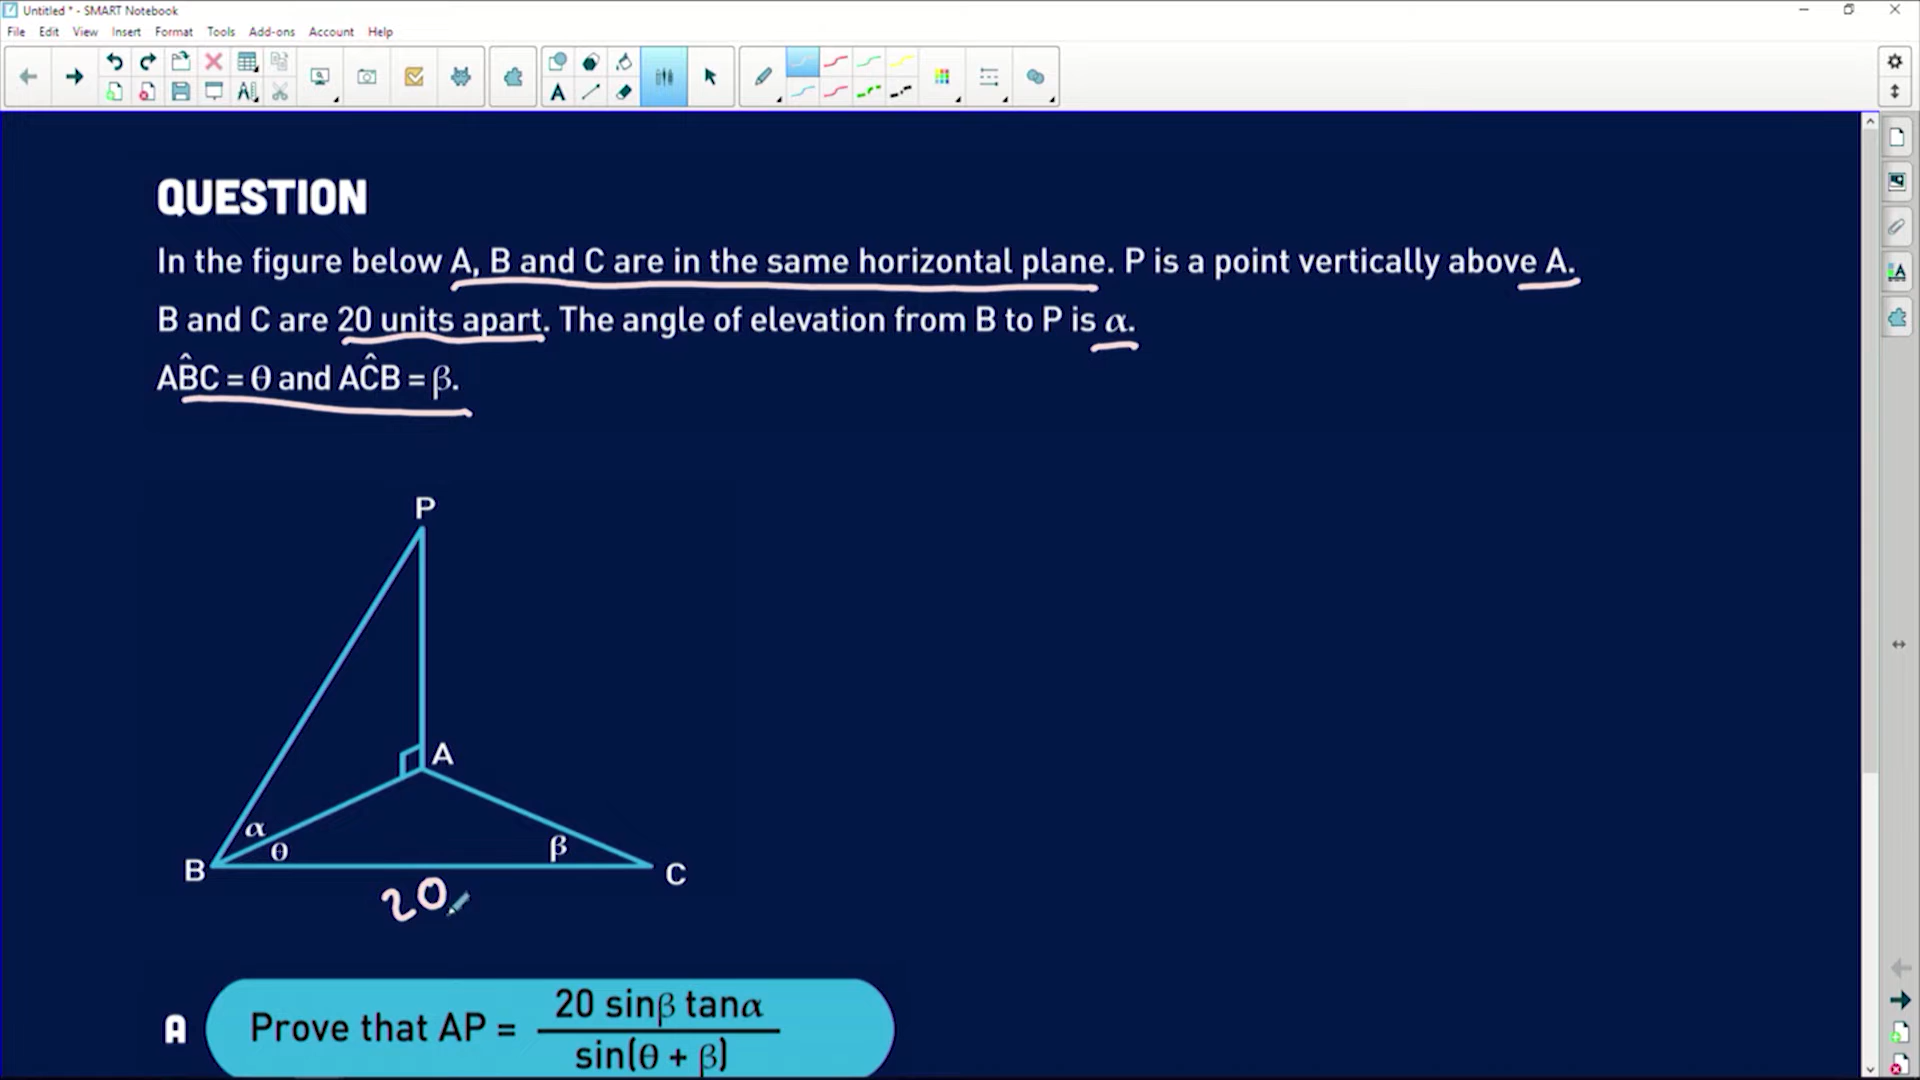 Untitled * - SMART Notebook
File Edit View Insert Format Tools Add-ons Account Help
QUESTION
In the figure below A, B and C are in the same horizontal plane. P is a point vertically above A.
B and C are 20 units apart. The angle of elevation from B to P is α.
AB̂C = θ and AĈB = β.
P
A
α
θ
β
B
C
20
A
Prove that AP = 20 sinβ tanα / sin(θ + β)